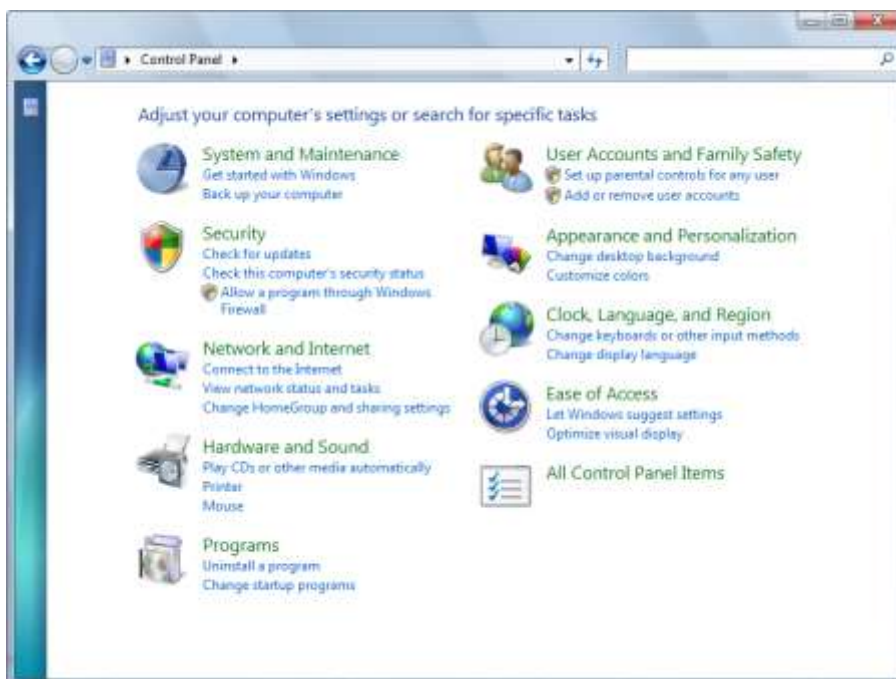 Control Panel
Adjust your computer's settings or search for specific tasks
System and Maintenance
Get started with Windows
Back up your computer
Security
Check for updates
Check this computer's security status
Allow a program through Windows
Firewall
Network and Internet
Connect to the Internet
View network status and tasks
Change HomeGroup and sharing settings
Hardware and Sound
Play CDs or other media automatically
Printer
Mouse
Programs
Uninstall a program
Change startup programs
User Accounts and Family Safety
Set up parental controls for any user
Add or remove user accounts
Appearance and Personalization
Change desktop background
Customize colors
Clock, Language, and Region
Change keyboards or other input methods
Change display language
Ease of Access
Let Windows suggest settings
Optimize visual display
All Control Panel Items